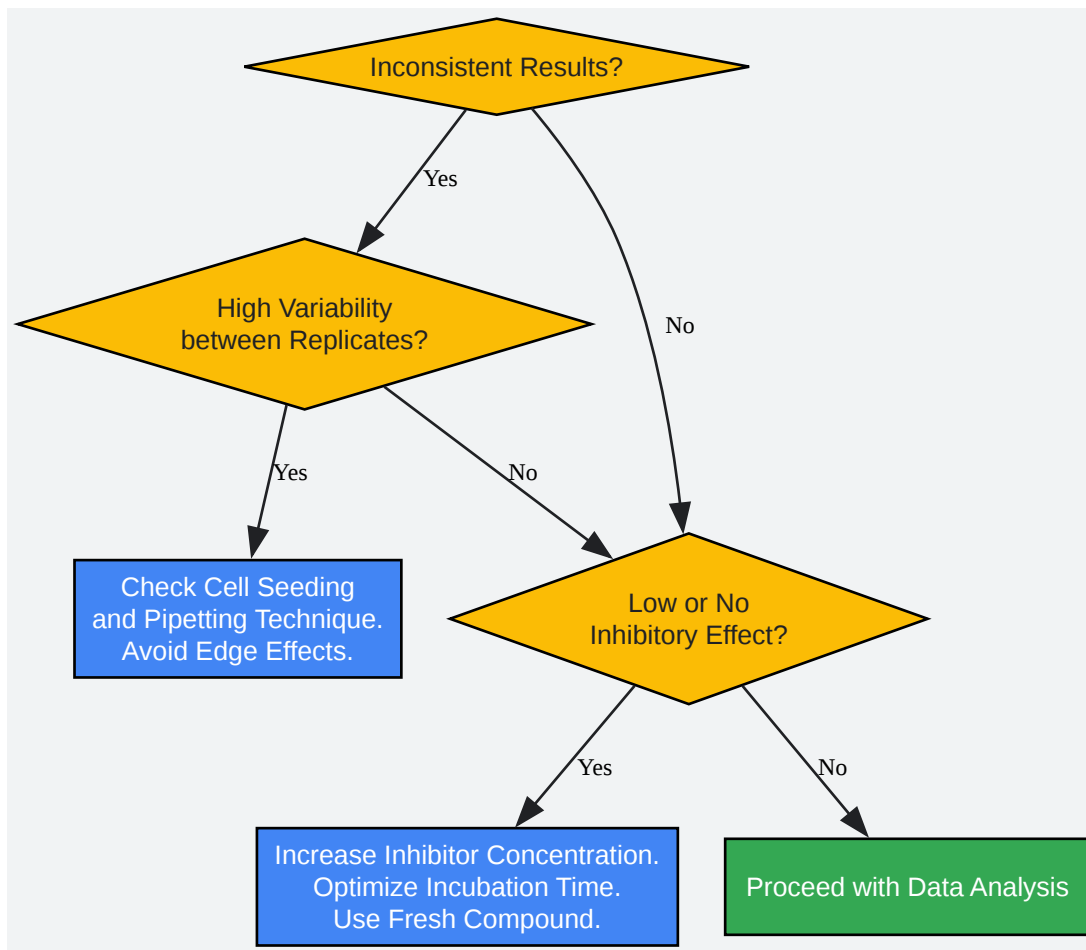 Inconsistent Results?
Yes
No
High Variability
between Replicates?
Yes
No
Check Cell Seeding
and Pipetting Technique.
Avoid Edge Effects.
Low or No
Inhibitory Effect?
Yes
No
Increase Inhibitor Concentration.
Optimize Incubation Time.
Use Fresh Compound.
Proceed with Data Analysis